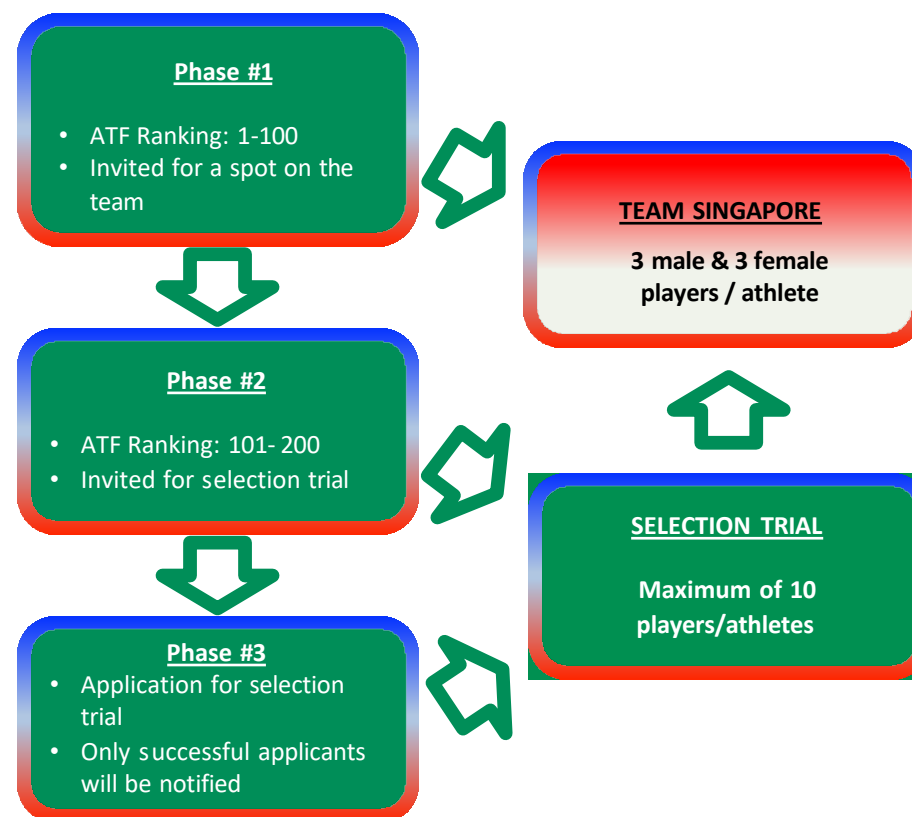 Phase #1
• ATF Ranking: 1-100
• Invited for a spot on the
team
TEAM SINGAPORE
3 male & 3 female
players / athlete
Phase #2
• ATF Ranking: 101-200
• Invited for selection trial
SELECTION TRIAL
Maximum of 10
players/athletes
Phase #3
• Application for selection
trial
• Only successful applicants
will be notified